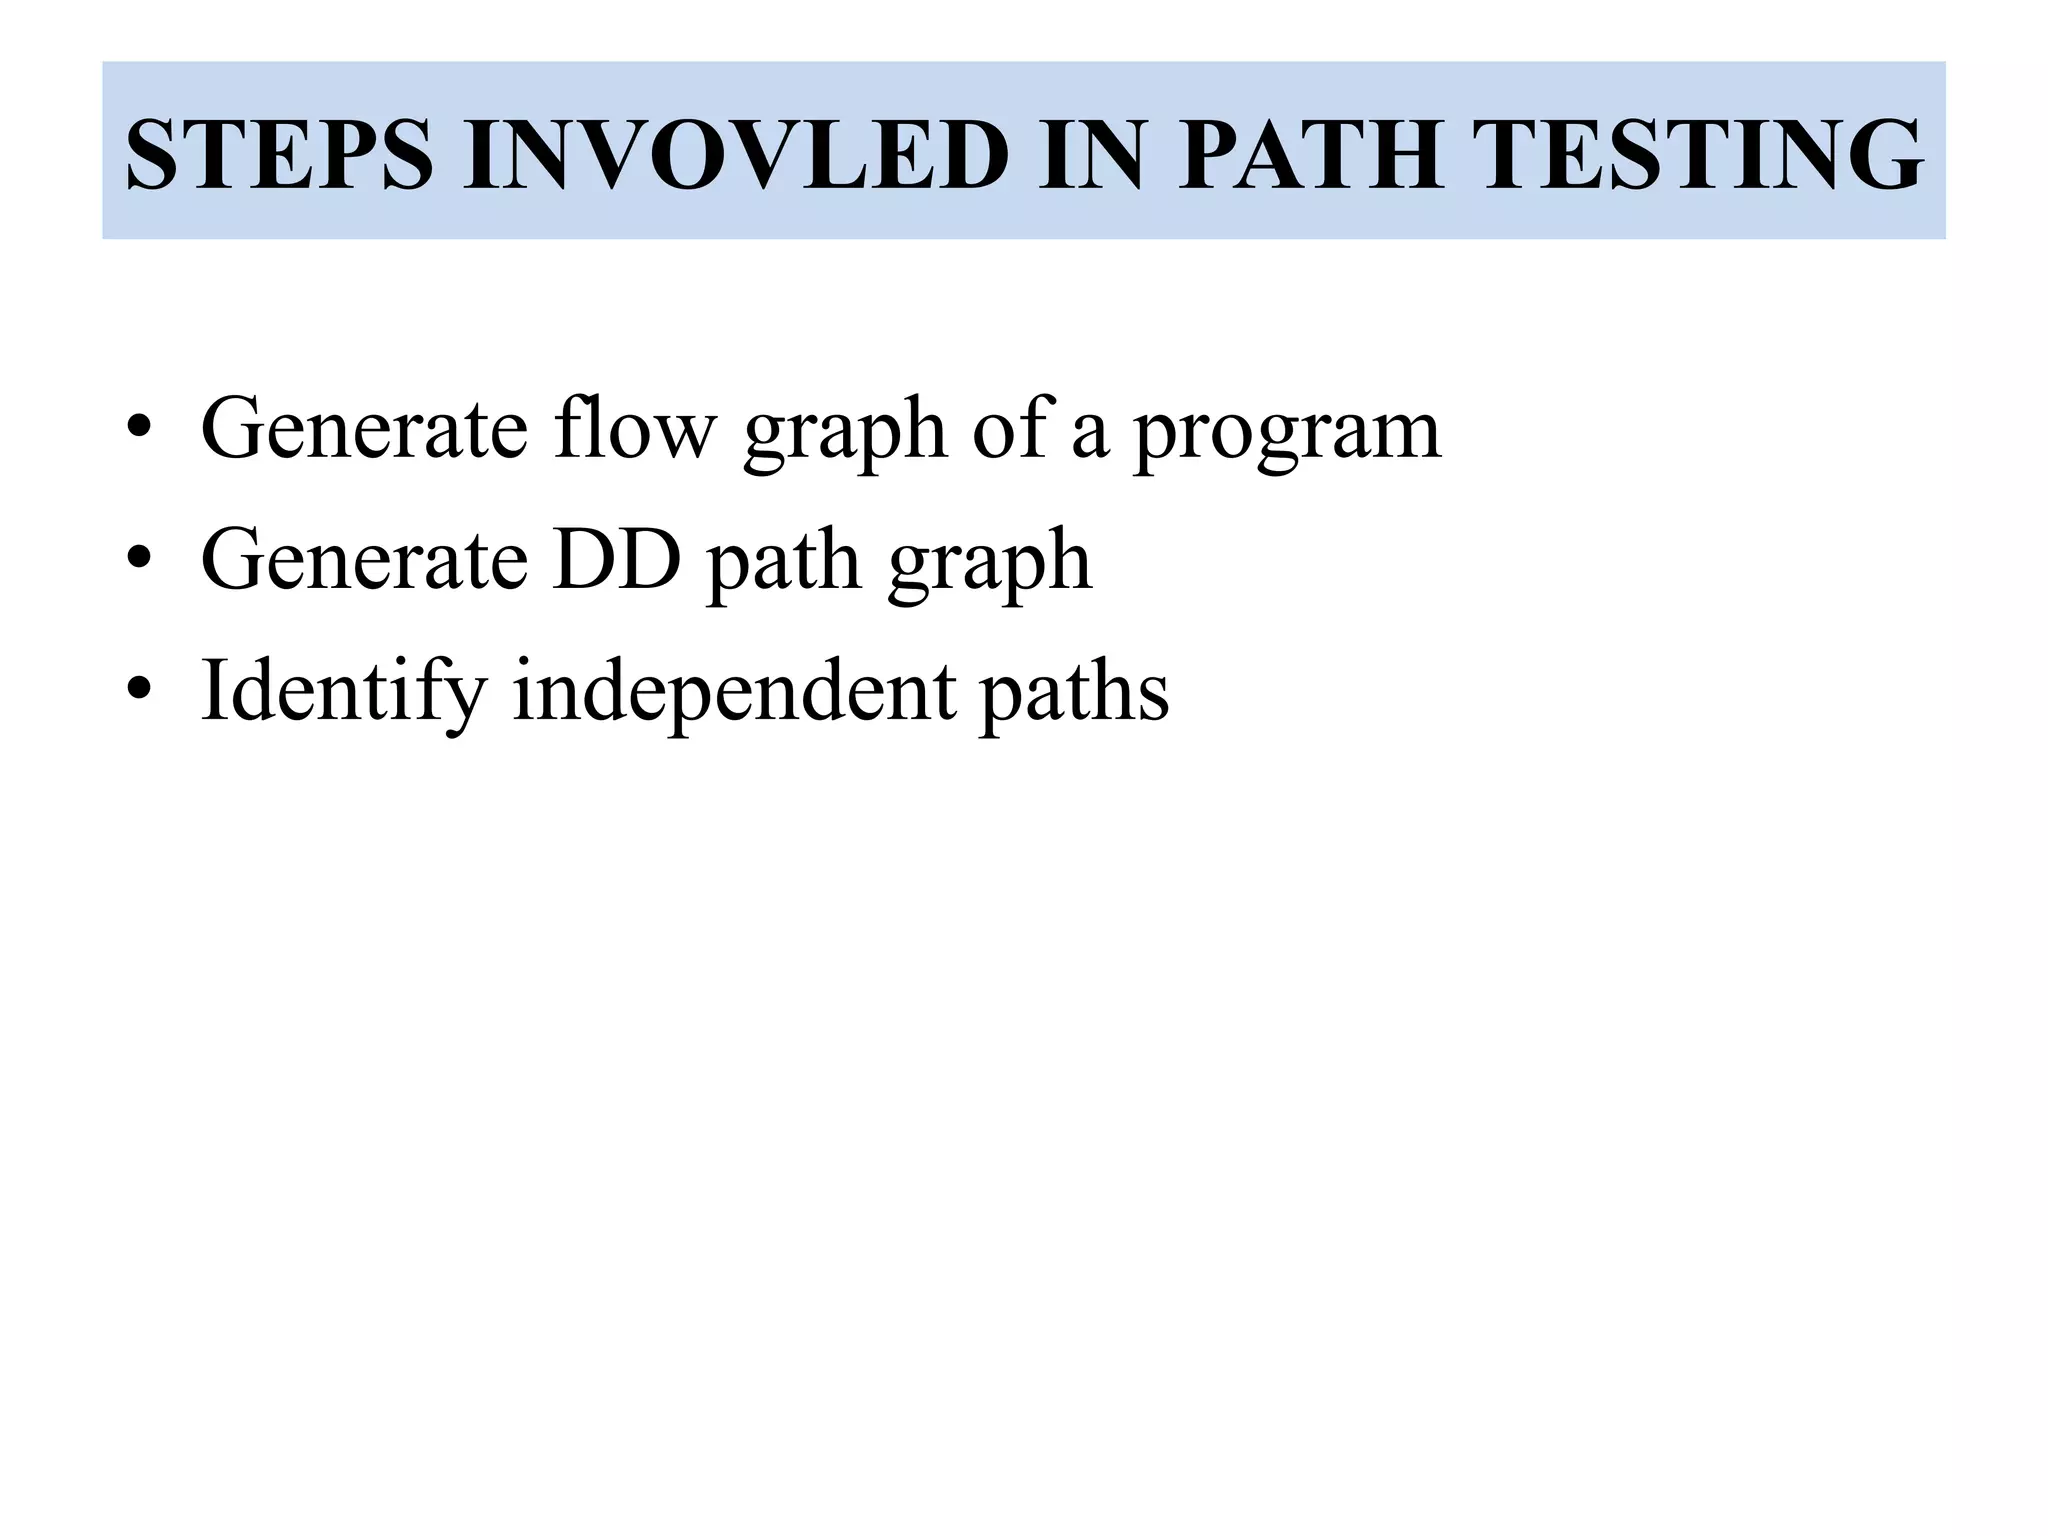 STEPS INVOVLED IN PATH TESTING
• Generate flow graph of a program
• Generate DD path graph
• Identify independent paths